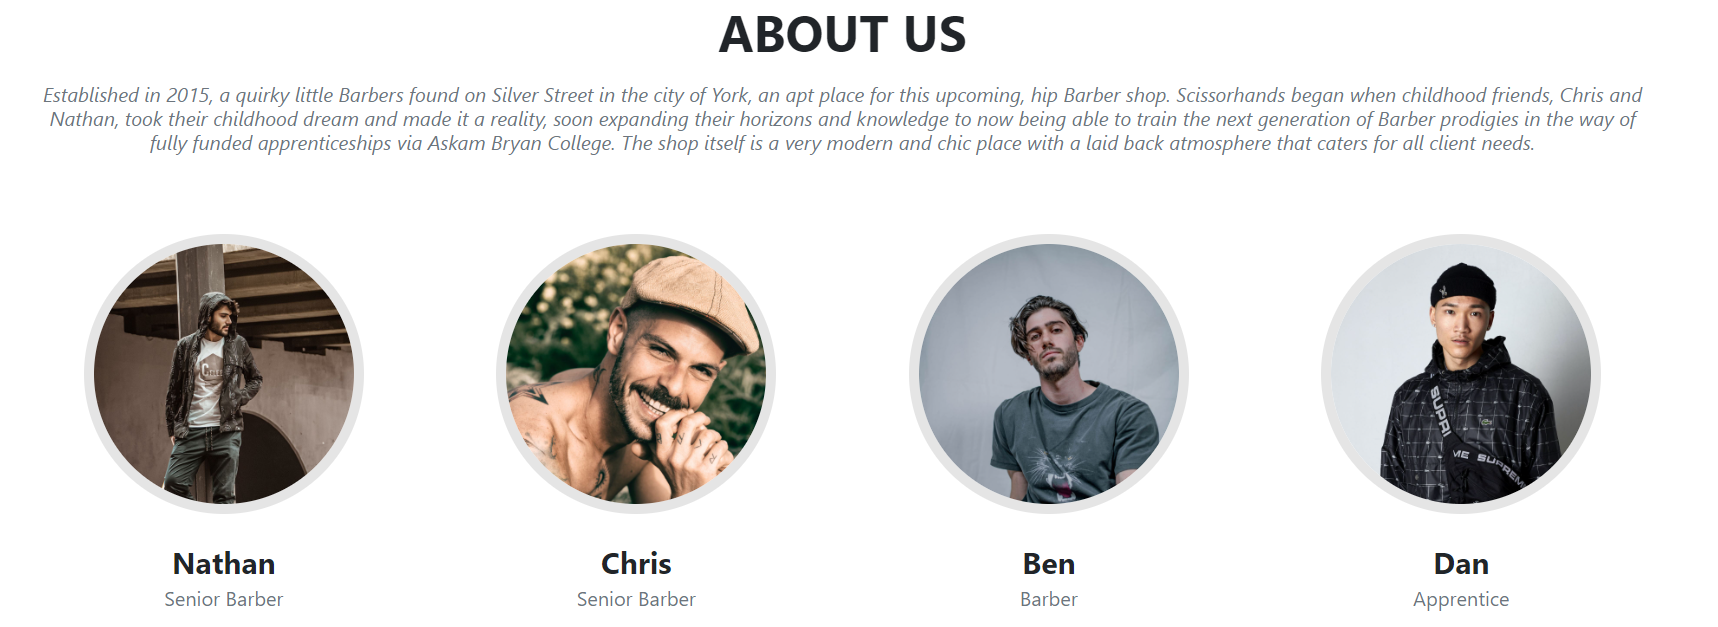 ABOUT US
Established in 2015, a quirky little Barbers found on Silver Street in the city of York, an apt place for this upcoming, hip Barber shop. Scissorhands began when childhood friends, Chris and
Nathan, took their childhood dream and made it a reality, soon expanding their horizons and knowledge to now being able to train the next generation of Barber prodigies in the way of
fully funded apprenticeships via Askam Bryan College. The shop itself is a very modern and chic place with a laid back atmosphere that caters for all client needs.
SUPRI
ME SUPREM
Nathan
Senior Barber
Chris
Senior Barber
Ben
Barber
Dan
Apprentice